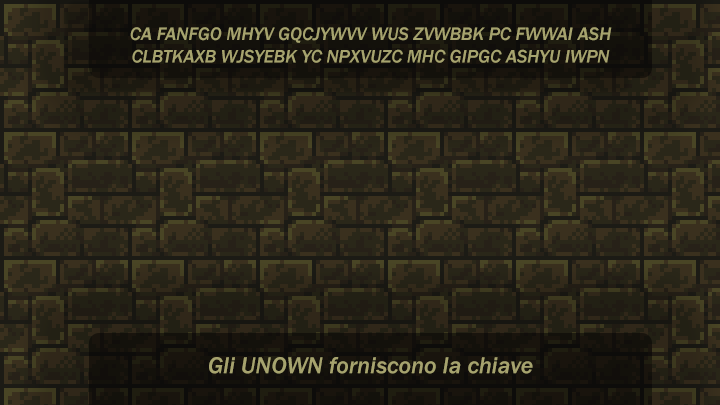 CA FANFGO MHYV GQCJYWVV WUS ZVWBBK PC FWWAI ASH
CLBTKAXB WJSYEBK YC NPXVUZC MHC GIPGC ASHYU IWPN
Gli UNOWN forniscono la chiave